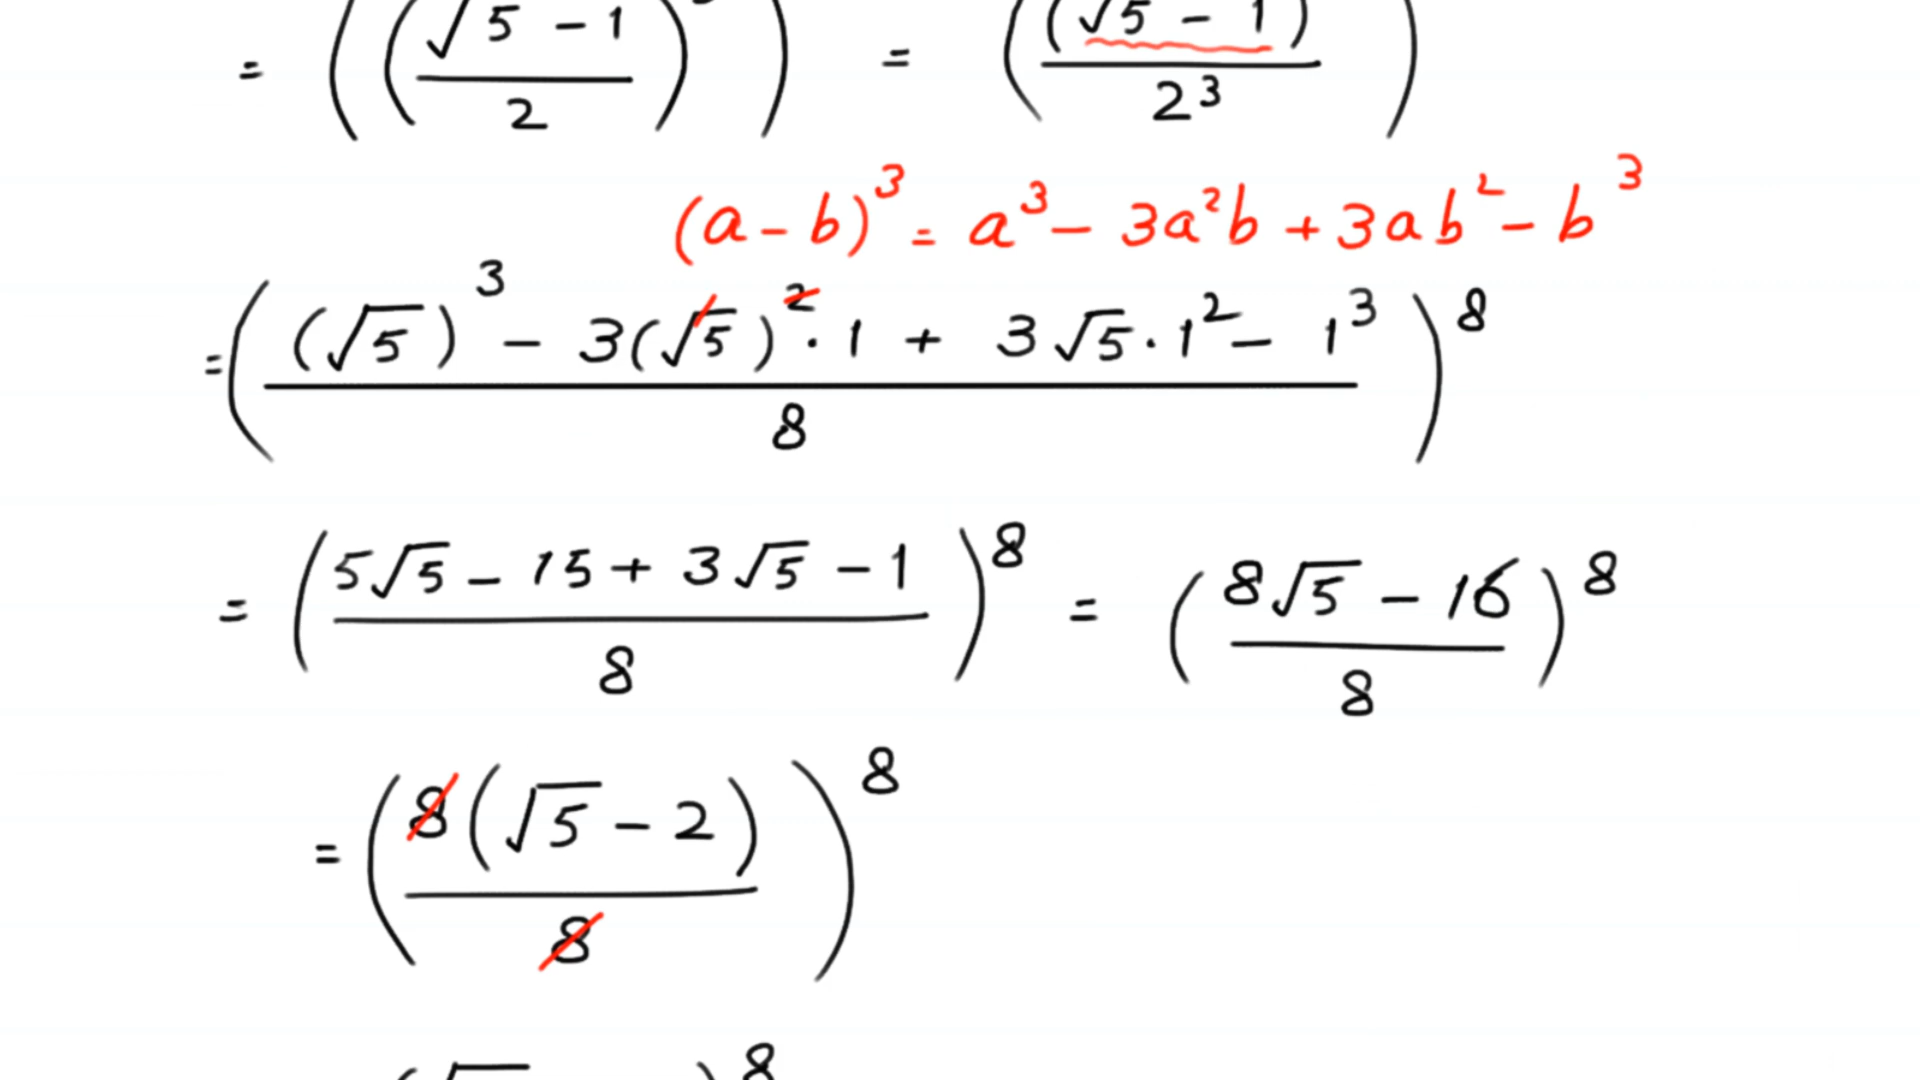 = ((√5 - 1)/2) ) = ((√5 - 1)/2³ )
(a - b)³ = a³ - 3a²b + 3ab² - b³
= (((√5)³ - 3(√5)² · 1 + 3√5 · 1² - 1³)/8)⁸
= ((5√5 - 15 + 3√5 - 1)/8)⁸ = ((8√5 - 16)/8)⁸
= (8(√5 - 2)/8)⁸
( √ )⁸